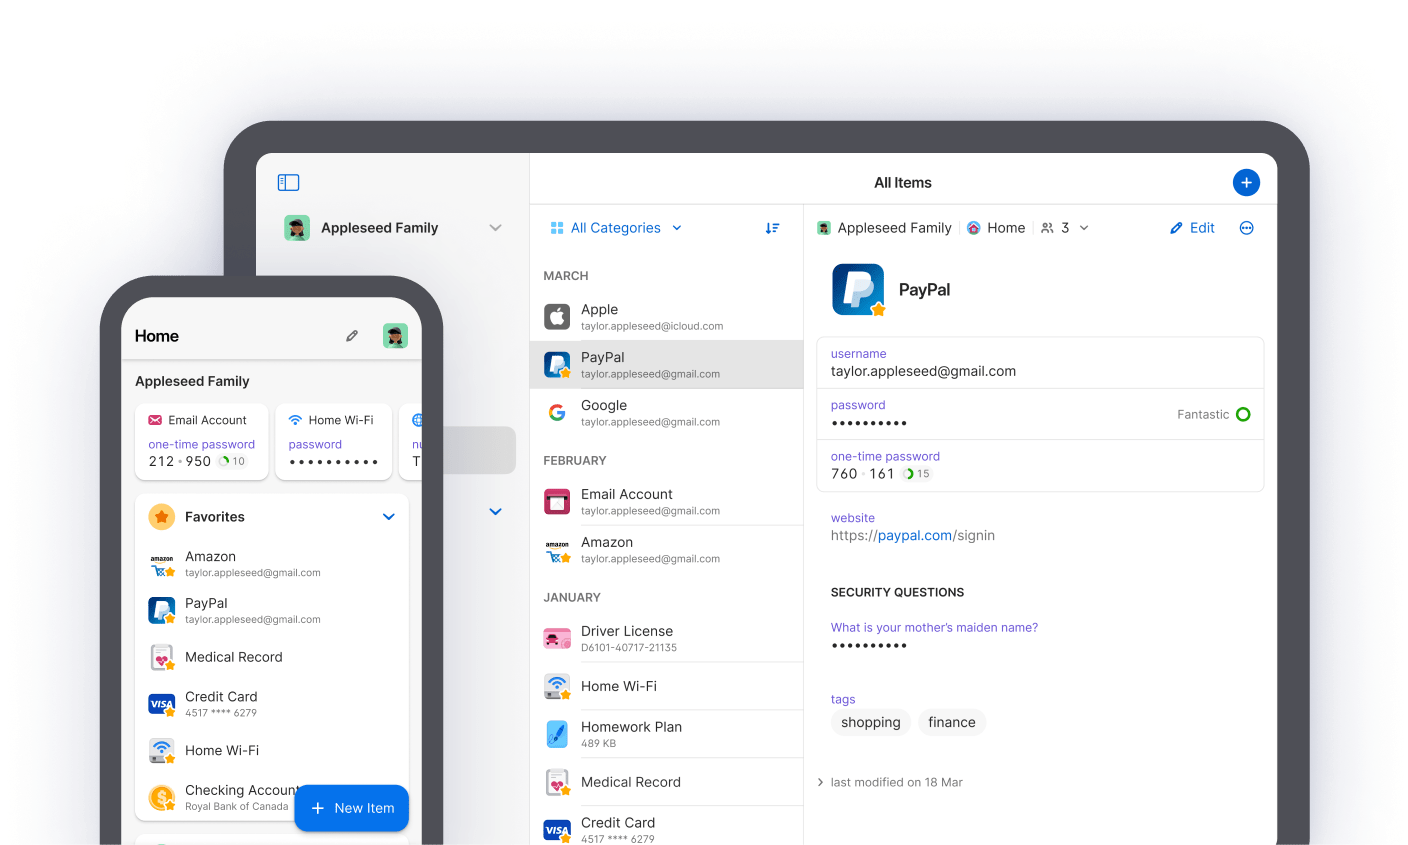 All Items
Appleseed Family
All Categories
Appleseed Family
Home
3
Edit
MARCH
Apple
taylor.appleseed@icloud.com
PayPal
taylor.appleseed@gmail.com
Google
taylor.appleseed@gmail.com
FEBRUARY
Email Account
taylor.appleseed@gmail.com
amazon
Amazon
taylor.appleseed@gmail.com
JANUARY
Driver License
D6101-40717-21135
Home Wi-Fi
Homework Plan
489 KB
Medical Record
VISA
Credit Card
4517 **** 6279
PayPal
username
taylor.appleseed@gmail.com
password
••••••••••
Fantastic
one-time password
760 • 161
15
website
https://paypal.com/signin
SECURITY QUESTIONS
What is your mother's maiden name?
••••••••••
tags
shopping
finance
last modified on 18 Mar
Home
Appleseed Family
Email Account
one-time password
212 • 950
10
Home Wi-Fi
password
••••••••••
Favorites
amazon
Amazon
taylor.appleseed@gmail.com
PayPal
taylor.appleseed@gmail.com
Medical Record
VISA
Credit Card
4517 **** 6279
Home Wi-Fi
Checking Account
Royal Bank of Canada
+ New Item